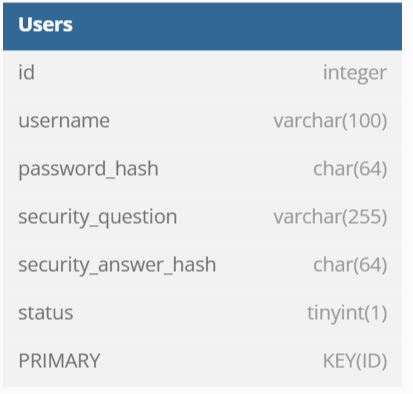 Users
id integer
username varchar(100)
password_hash char(64)
security_question varchar(255)
security_answer_hash char(64)
status tinyint(1)
PRIMARY KEY(ID)